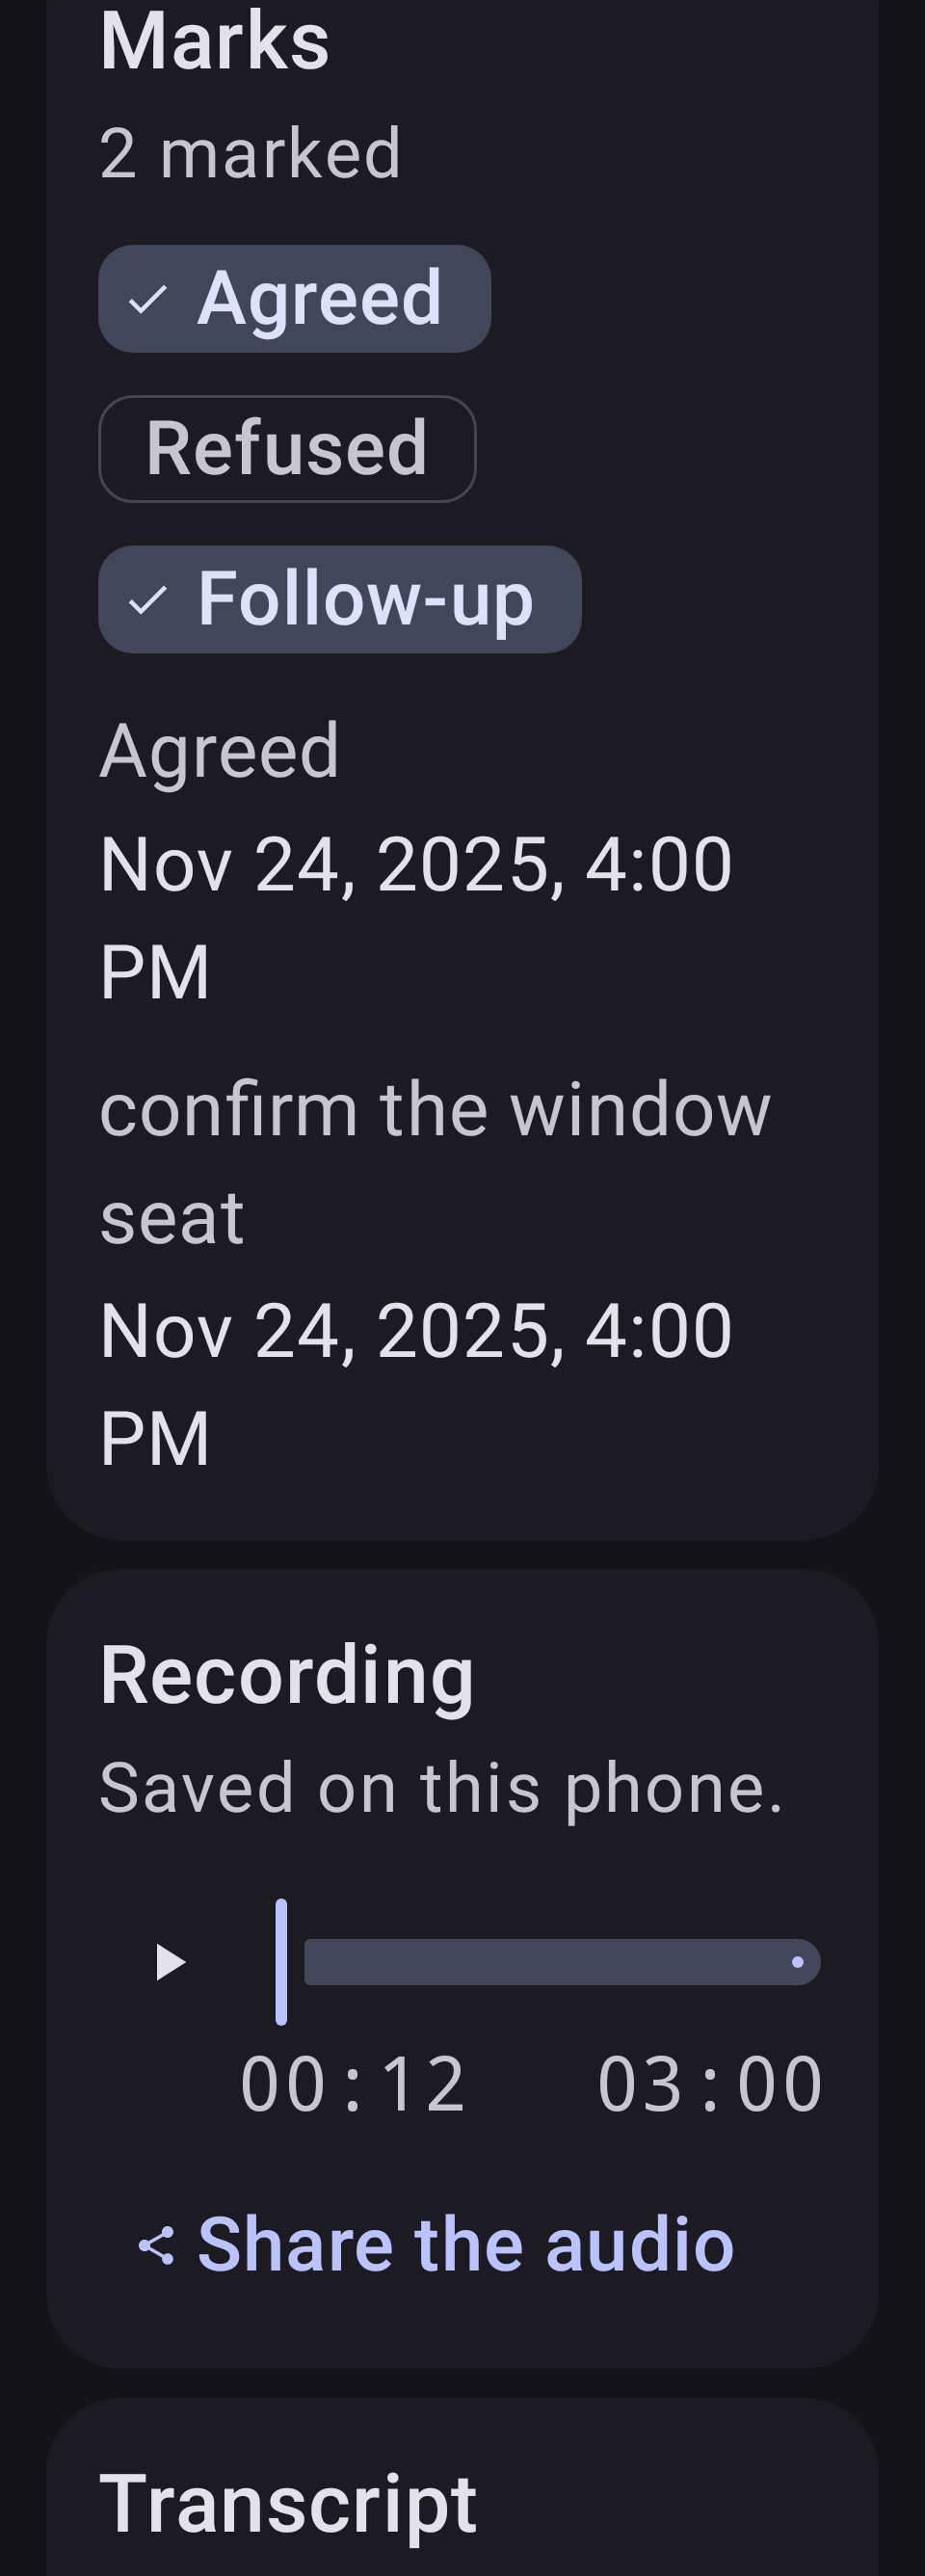 Marks
2 marked
Agreed
Refused
Follow-up
Agreed
Nov 24, 2025, 4:00
PM
confirm the window
seat
Nov 24, 2025, 4:00
PM
Recording
Saved on this phone.
00:12 03:00
Share the audio
Transcript